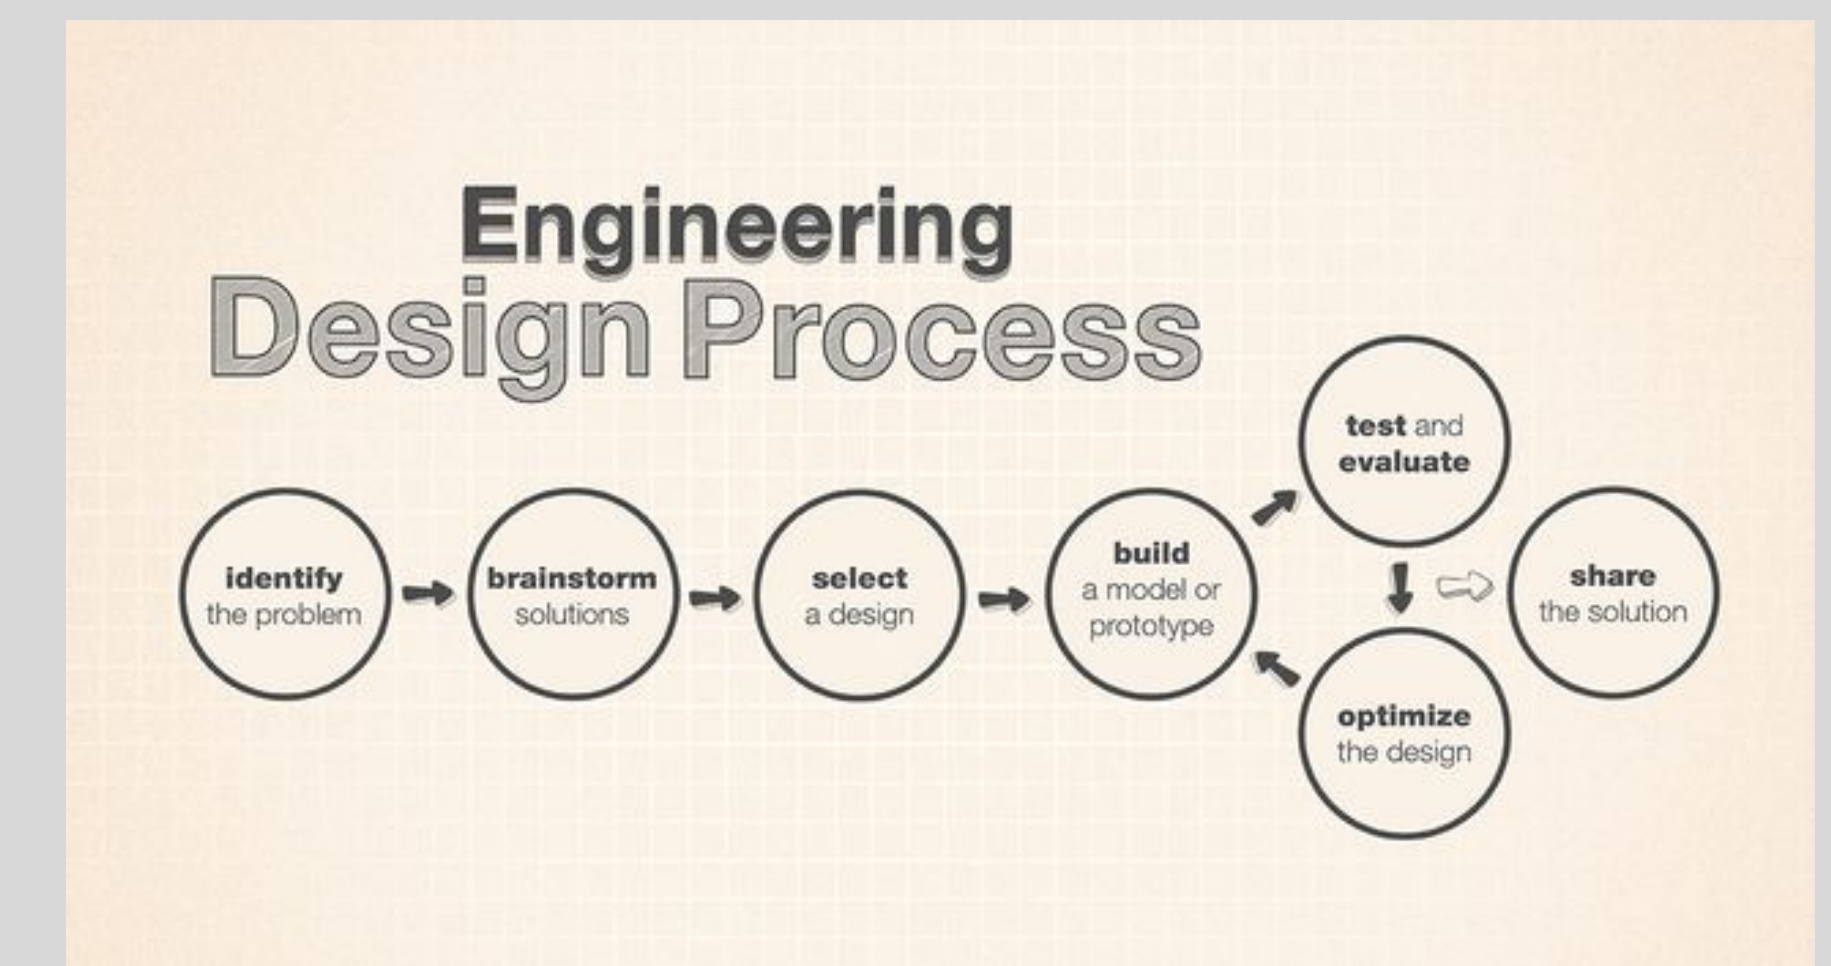 Engineering
Design Process
identify
the problem
brainstorm
solutions
select
a design
build
a model or
prototype
test and
evaluate
optimize
the design
share
the solution